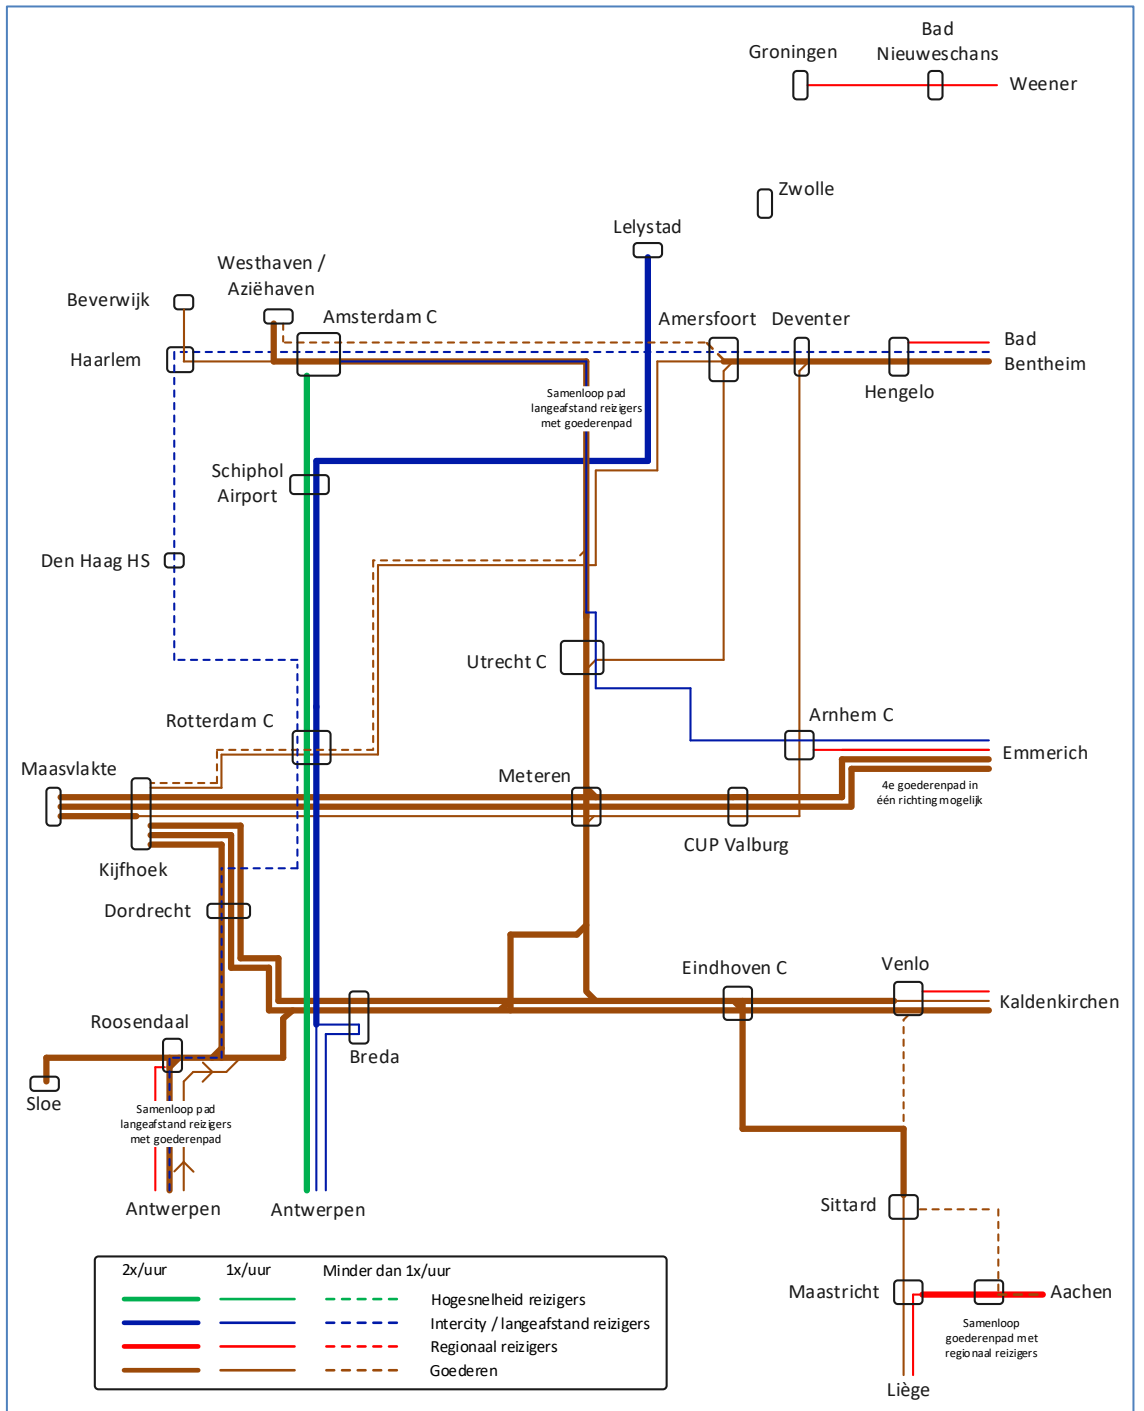 Bad
Groningen
Nieuweschans
Weener
Zwolle
Lelystad
Westhaven /
Aziëhaven
Beverwijk
Amsterdam C
Amersfoort
Deventer
Bad
Bentheim
Haarlem
Hengelo
Samenloop pad
langeafstand reizigers
met goederenpad
Schiphol
Airport
Den Haag HS
Utrecht C
Rotterdam C
Arnhem C
Emmerich
Maasvlakte
Meteren
4e goederenpad in
één richting mogelijk
CUP Valburg
Kijfhoek
Dordrecht
Eindhoven C
Venlo
Kaldenkirchen
Roosendaal
Breda
Sloe
Samenloop pad
langeafstand reizigers
met goederenpad
Antwerpen
Antwerpen
Sittard
Maastricht
Aachen
Samenloop
goederenpad met
regionaal reizigers
Liège
2x/uur 1x/uur Minder dan 1x/uur
Hogesnelheid reizigers
Intercity / langeafstand reizigers
Regionaal reizigers
Goederen